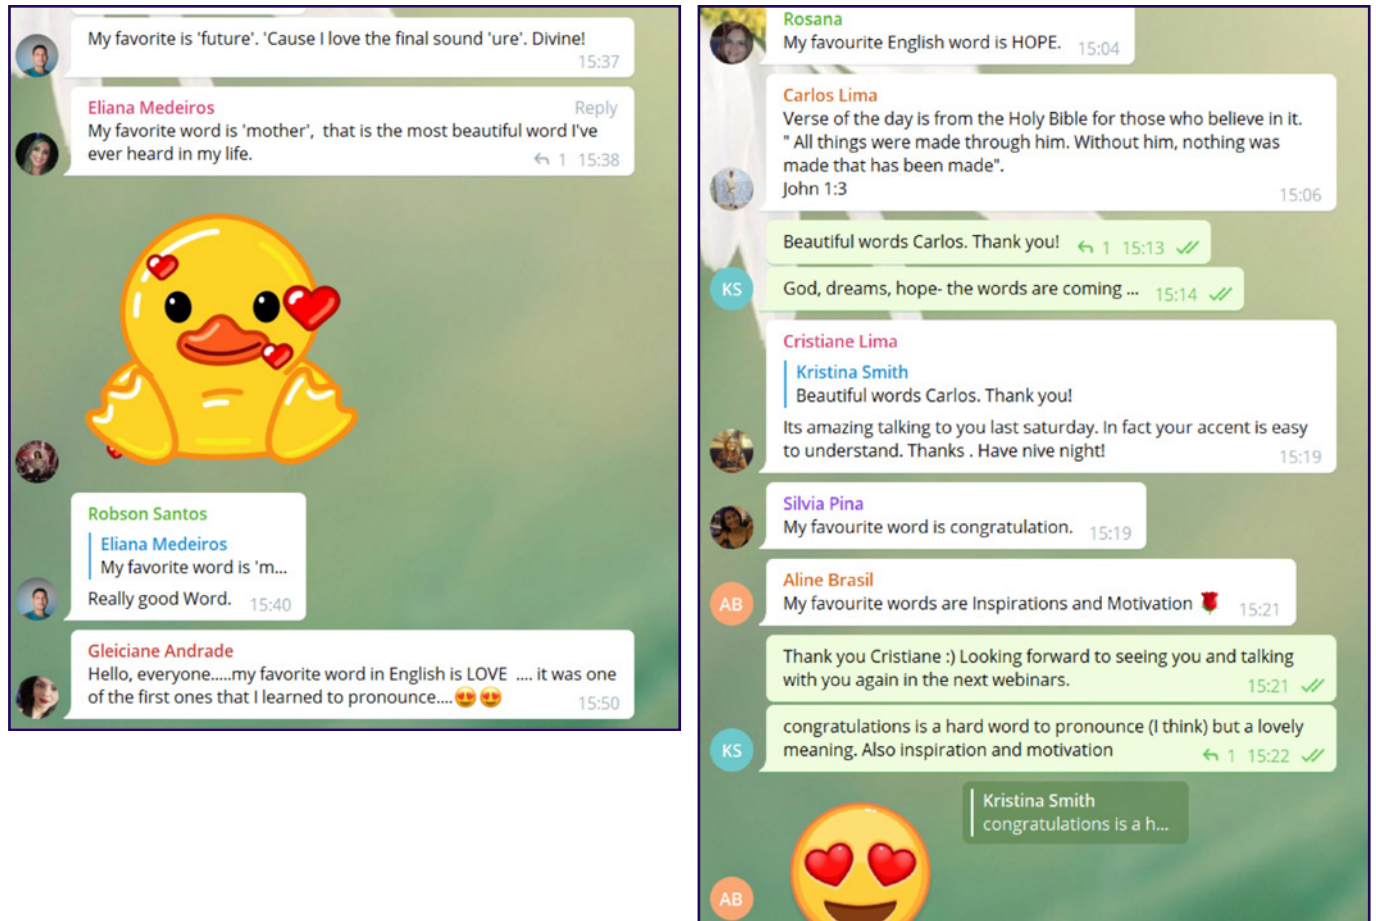 My favorite is 'future'. 'Cause I love the final sound 'ure'. Divine!
15:37
Eliana Medeiros
Reply
My favorite word is 'mother',  that is the most beautiful word I've
ever heard in my life.
1 15:38
Robson Santos
Eliana Medeiros
My favorite word is 'm...
Really good Word.
15:40
Gleiciane Andrade
Hello, everyone.....my favorite word in English is LOVE  .... it was one
of the first ones that I learned to pronounce....😍😍
15:50
Rosana
My favourite English word is HOPE.
15:04
Carlos Lima
Verse of the day is from the Holy Bible for those who believe in it.
" All things were made through him. Without him, nothing was
made that has been made".
John 1:3
15:06
Beautiful words Carlos. Thank you!
1 15:13
KS
God, dreams, hope- the words are coming ...
15:14
Cristiane Lima
Kristina Smith
Beautiful words Carlos. Thank you!
Its amazing talking to you last saturday. In fact your accent is easy
to understand. Thanks . Have nive night!
15:19
Silvia Pina
My favourite word is congratulation.
15:19
Aline Brasil
AB
My favourite words are Inspirations and Motivation 🌹
15:21
Thank you Cristiane :) Looking forward to seeing you and talking
with you again in the next webinars.
15:21
congratulations is a hard word to pronounce (I think) but a lovely
KS
meaning. Also inspiration and motivation
1 15:22
Kristina Smith
congratulations is a h...
AB